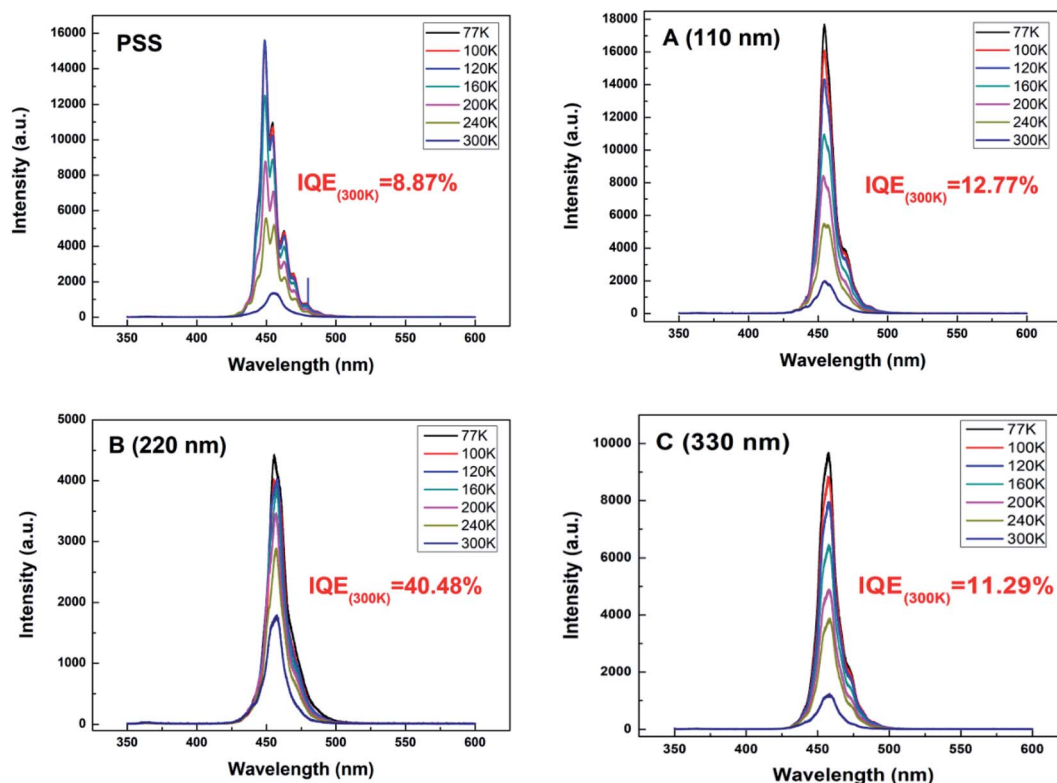 PSS
77K
100K
120K
160K
200K
240K
300K
IQE(300K)=8.87%
Intensity (a.u.)
16000
14000
12000
10000
8000
6000
4000
2000
0
350
400
450
500
550
600
Wavelength (nm)
A (110 nm)
77K
100K
120K
160K
200K
240K
300K
IQE(300K)=12.77%
Intensity (a.u.)
18000
16000
14000
12000
10000
8000
6000
4000
2000
0
350
400
450
500
550
600
Wavelength (nm)
B (220 nm)
77K
100K
120K
160K
200K
240K
300K
IQE(300K)=40.48%
Intensity (a.u.)
5000
4000
3000
2000
1000
0
350
400
450
500
550
600
Wavelength (nm)
C (330 nm)
77K
100K
120K
160K
200K
240K
300K
IQE(300K)=11.29%
Intensity (a.u.)
10000
8000
6000
4000
2000
0
350
400
450
500
550
600
Wavelength (nm)